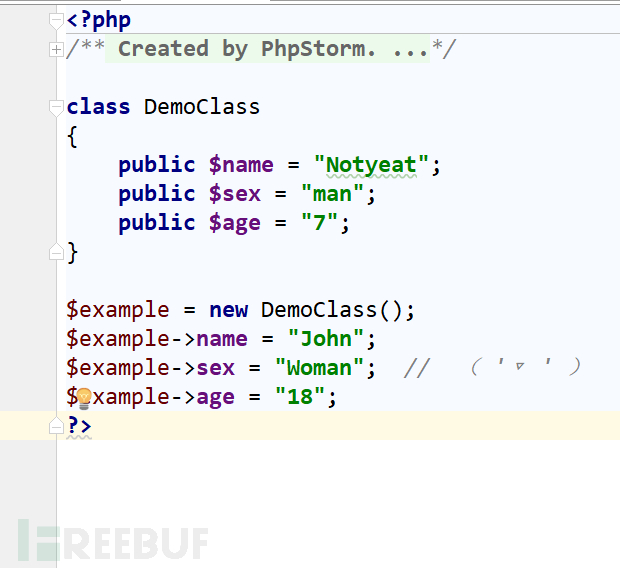 <?php
/** Created by PhpStorm. ...*/
class DemoClass
{
public $name = "Notyeat";
public $sex = "man";
public $age = "7";
}
$example = new DemoClass();
$example->name = "John";
$example->sex = "Woman";  //  （ ' ▿ ' ）
$example->age = "18";
?>
REEBUF